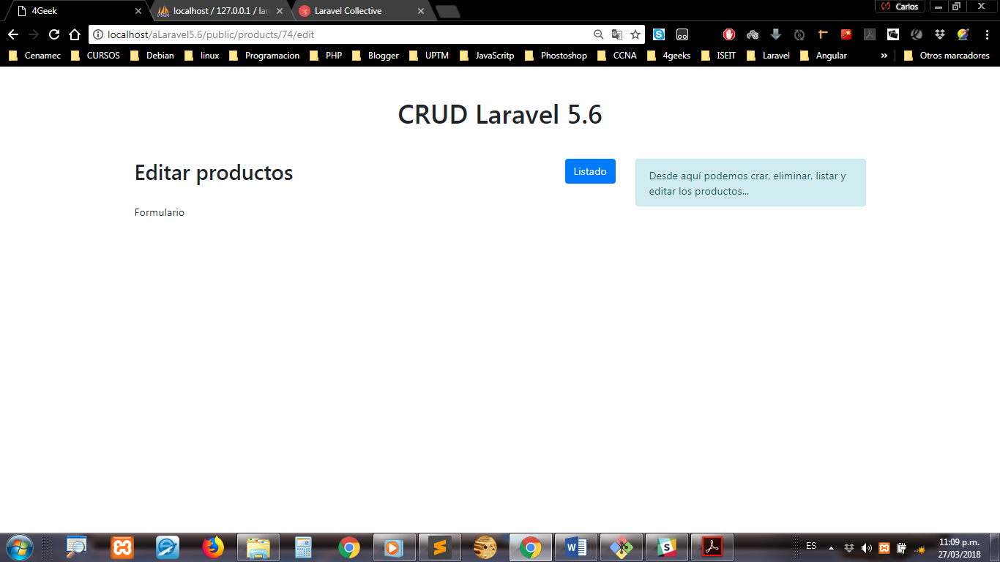 4Geek
localhost / 127.0.0.1 / lar
Laravel Collective
Carlos
localhost/aLaravel5.6/public/products/74/edit
Cenamec
CURSOS
Debian
linux
Programacion
PHP
Blogger
UPTM
JavaScritp
Phostoshop
CCNA
4geeks
ISEIT
Laravel
Angular
»
Otros marcadores
CRUD Laravel 5.6
Editar productos
Listado
Desde aquí podemos crar, eliminar, listar y
editar los productos...
Formulario
ES
11:09 p.m.
27/03/2018